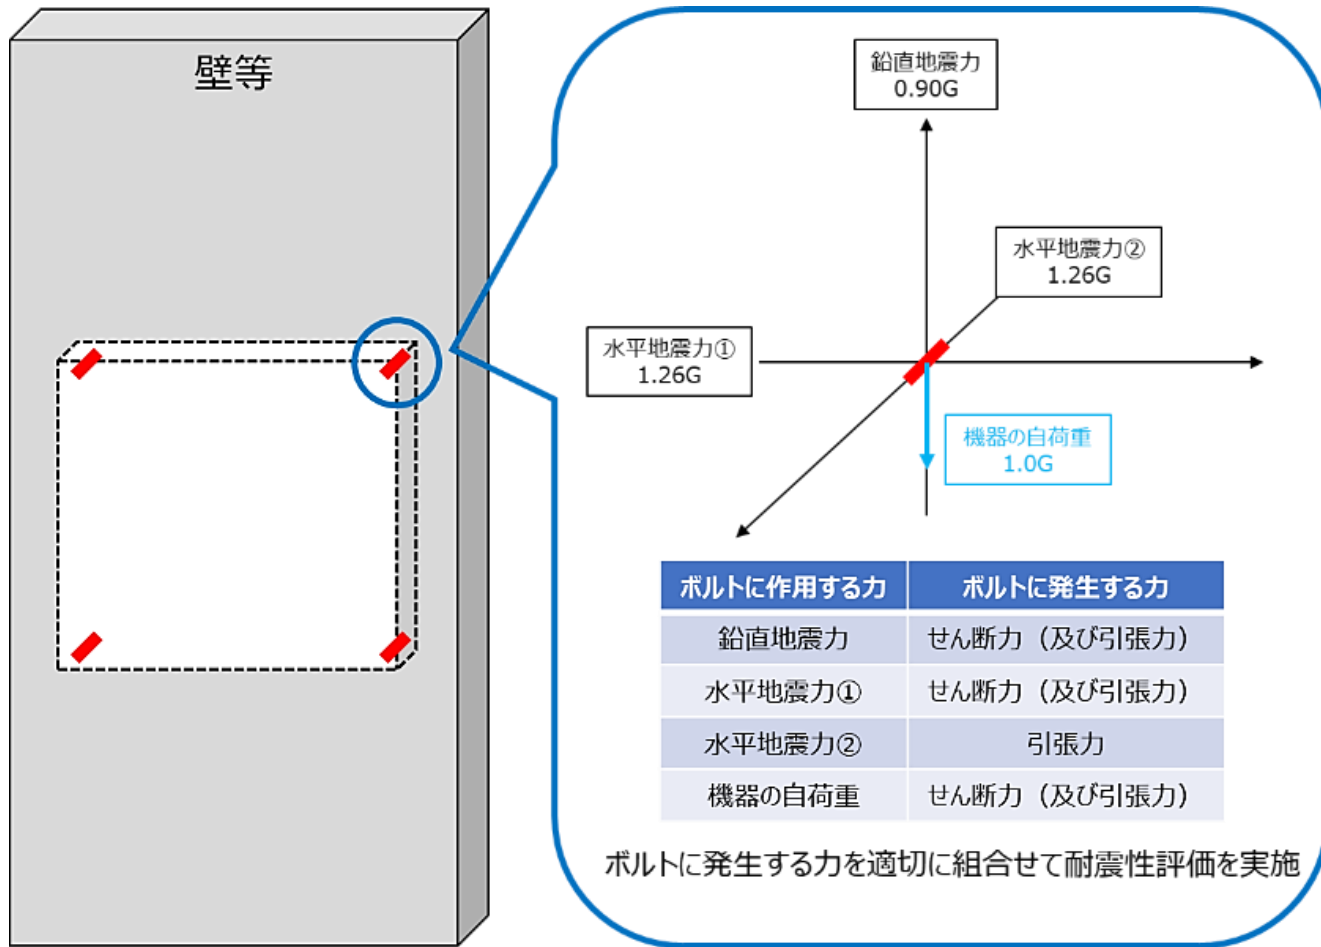 壁等
鉛直地震力
0.90G
水平地震力②
1.26G
水平地震力①
1.26G
機器の自荷重
1.0G
ボルトに作用する力 ボルトに発生する力
鉛直地震力 せん断力（及び引張力）
水平地震力① せん断力（及び引張力）
水平地震力② 引張力
機器の自荷重 せん断力（及び引張力）
ボルトに発生する力を適切に組合せて耐震性評価を実施